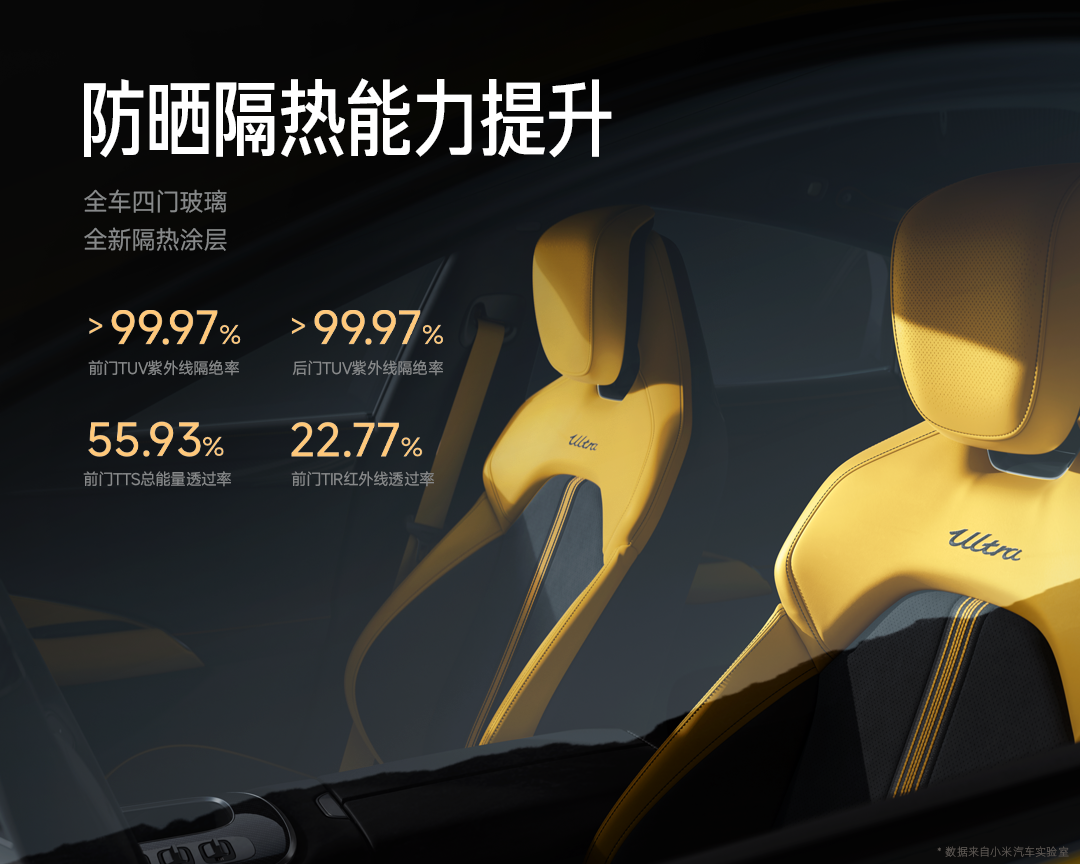 防晒隔热能力提升
全车四门玻璃
全新隔热涂层
>99.97% >99.97%
前门TUV紫外线隔绝率 后门TUV紫外线隔绝率
55.93% 22.77%
前门TTS总能量透过率 前门TIR红外线透过率
Ultra
Ultra
* 数据来自小米汽车实验室